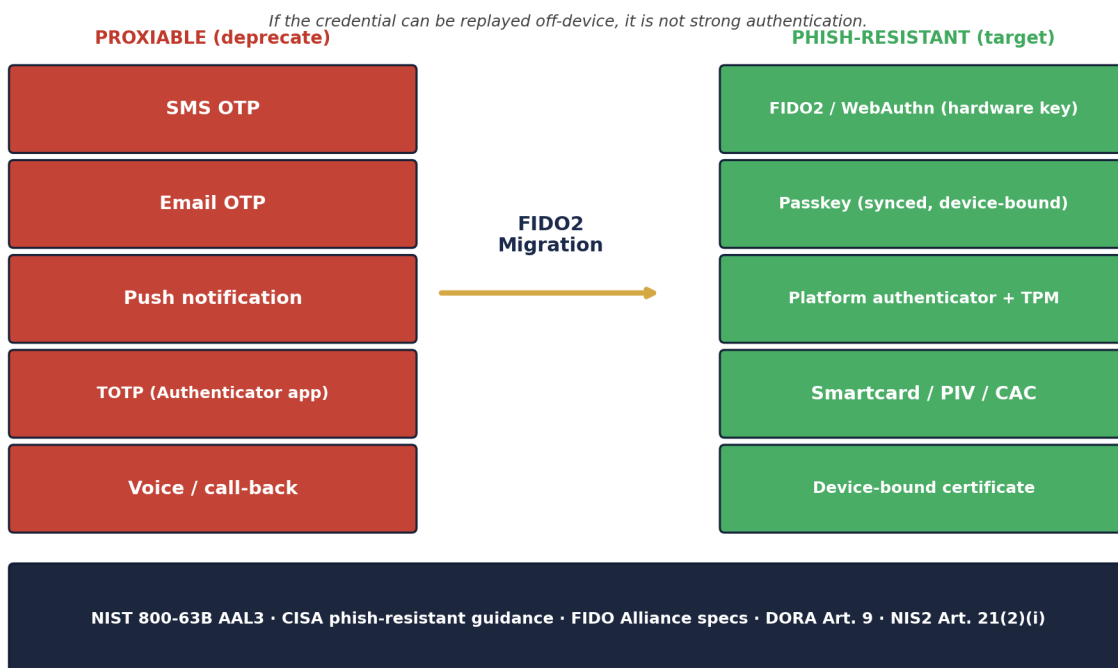 If the credential can be replayed off-device, it is not strong authentication.
PROXIABLE (deprecate)
PHISH-RESISTANT (target)
SMS OTP
FIDO2 / WebAuthn (hardware key)
Email OTP
Passkey (synced, device-bound)
FIDO2
Migration
Push notification
Platform authenticator + TPM
TOTP (Authenticator app)
Smartcard / PIV / CAC
Voice / call-back
Device-bound certificate
NIST 800-63B AAL3 · CISA phish-resistant guidance · FIDO Alliance specs · DORA Art. 9 · NIS2 Art. 21(2)(i)